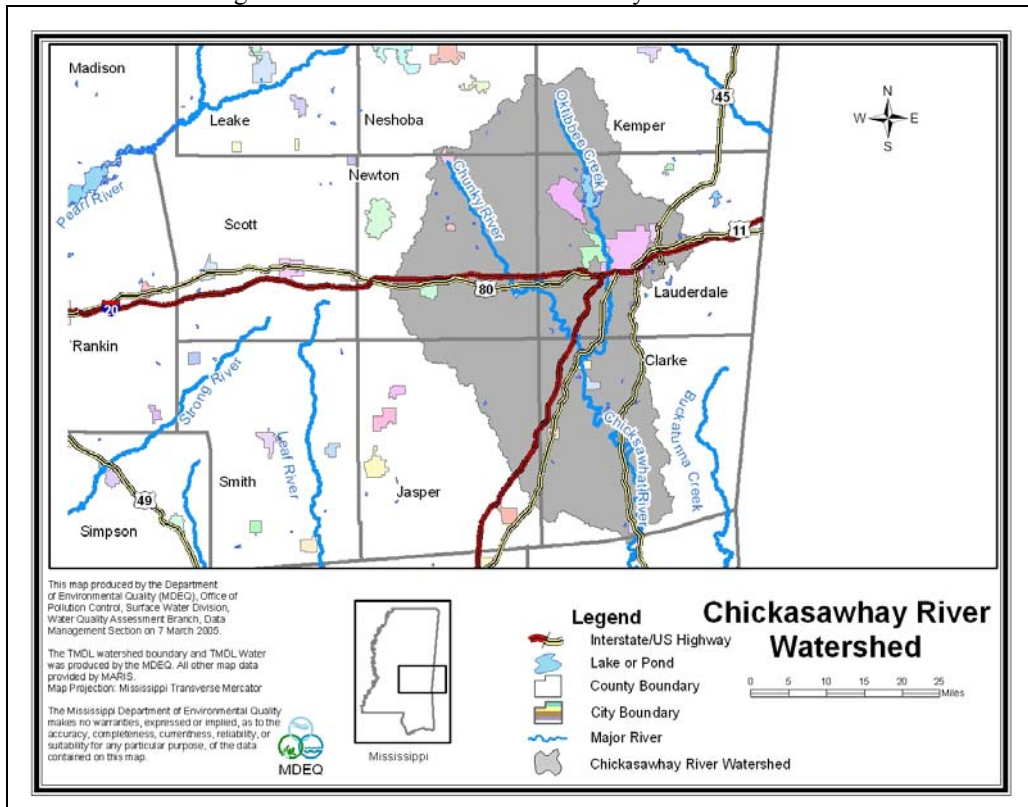 Madison
Leake
Neshoba
Kemper
45
N
W E
S
Oktibbee Creek
Newton
Chunky River
Pearl River
Scott
11
80
Lauderdale
20
Rankin
Clarke
Strong River
Leaf River
Chicksawhat River
Buckatunna Creek
Smith
Jasper
49
Simpson
This map produced by the Department
of Environmental Quality (MDEQ), Office of
Pollution Control, Surface Water Division,
Water Quality Assessment Branch, Data
Management Section on 7 March 2005.
The TMDL watershed boundary and TMDL Water
was produced by the MDEQ. All other map data
provided by MARIS.
Map Projection: Mississippi Transverse Mercator
The Mississippi Department of Environmental Quality
makes no warranties, expressed or implied, as to the
accuracy, completeness, currentness, reliability, or
suitability for any particular purpose, of the data
contained on this map.
MDEQ
Mississippi
Legend
Interstate/US Highway
Lake or Pond
County Boundary
City Boundary
Major River
Chickasawhay River Watershed
Chickasawhay River
Watershed
0 5 10 15 20 25
Miles